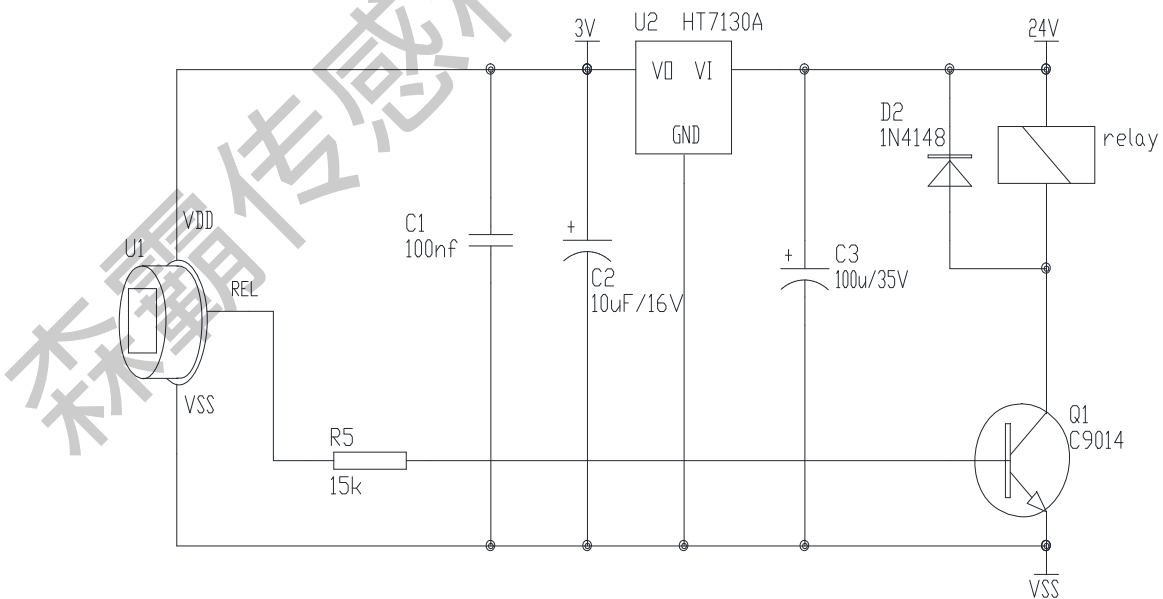 3V
U2 HT7130A
24V
VO VI
GND
D2
1N4148
relay
VDD
U1
C1
100nf
REL
+
C2
10uF/16V
+
C3
100u/35V
VSS
Q1
C9014
R5
15k
VSS
森霸传感